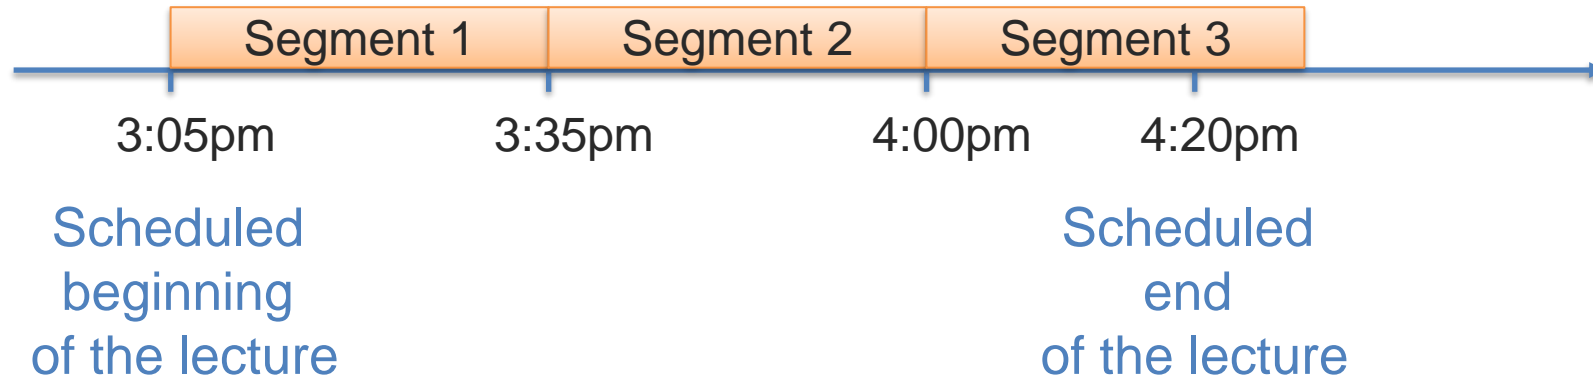 Segment 1 Segment 2 Segment 3
3:05pm 3:35pm 4:00pm 4:20pm
Scheduled
beginning
of the lecture
Scheduled
end
of the lecture